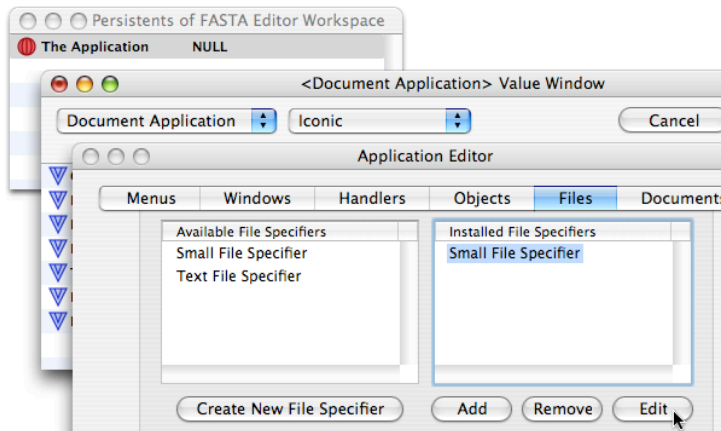 Persistents of FASTA Editor Workspace
The Application NULL
<Document Application> Value Window
Document Application Iconic Cancel
Application Editor
Menus Windows Handlers Objects Files Documents
Available File Specifiers Installed File Specifiers
Small File Specifier Small File Specifier
Text File Specifier
Create New File Specifier Add Remove Edit